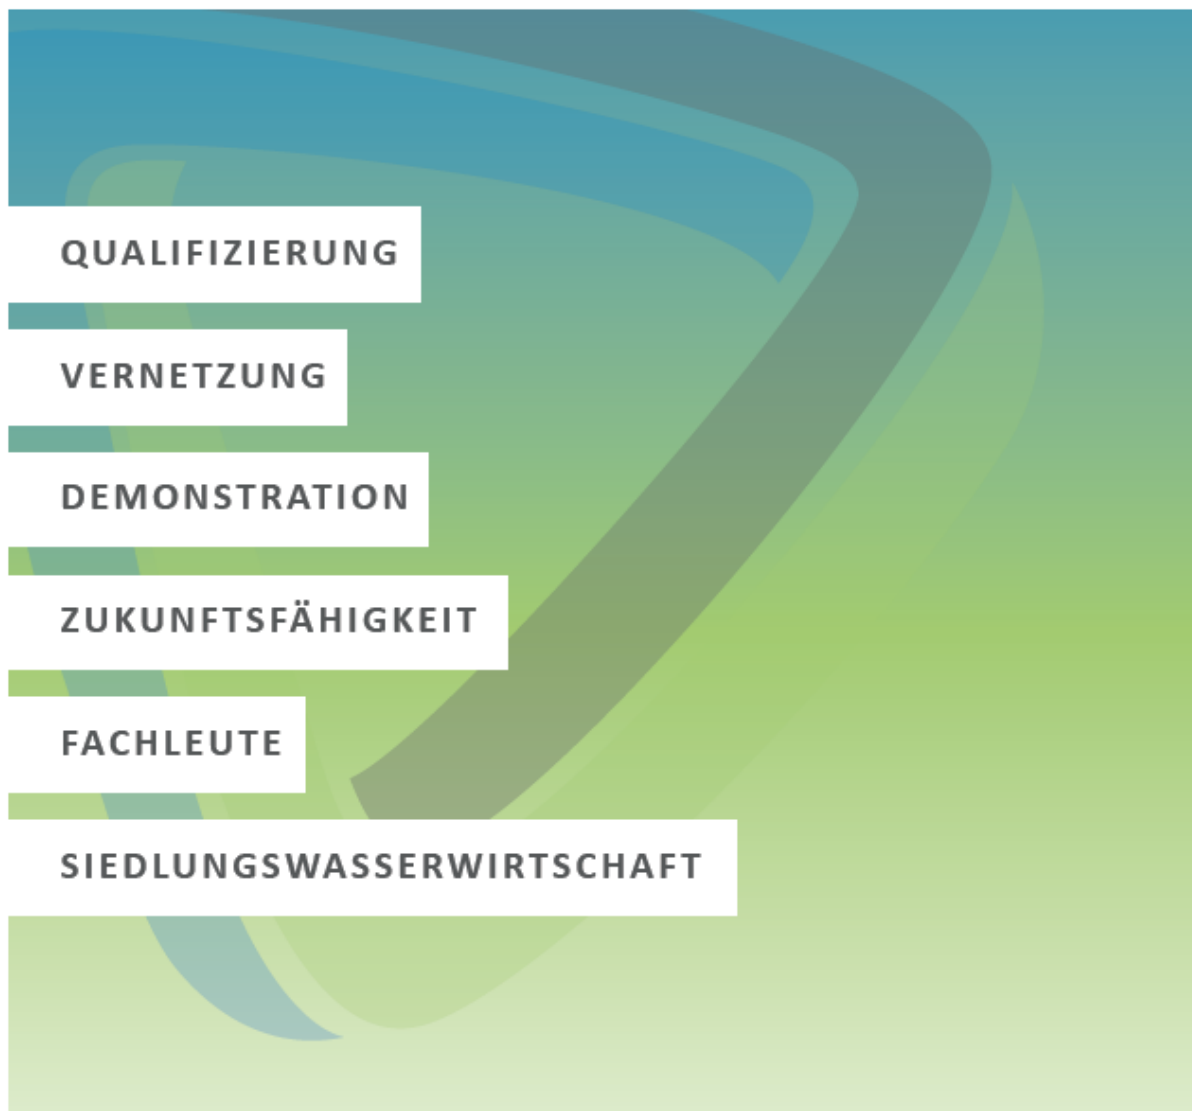 QUALIFIZIERUNG
VERNETZUNG
DEMONSTRATION
ZUKUNFTSFÄHIGKEIT
FACHLEUTE
SIEDLUNGSWASSERWIRTSCHAFT